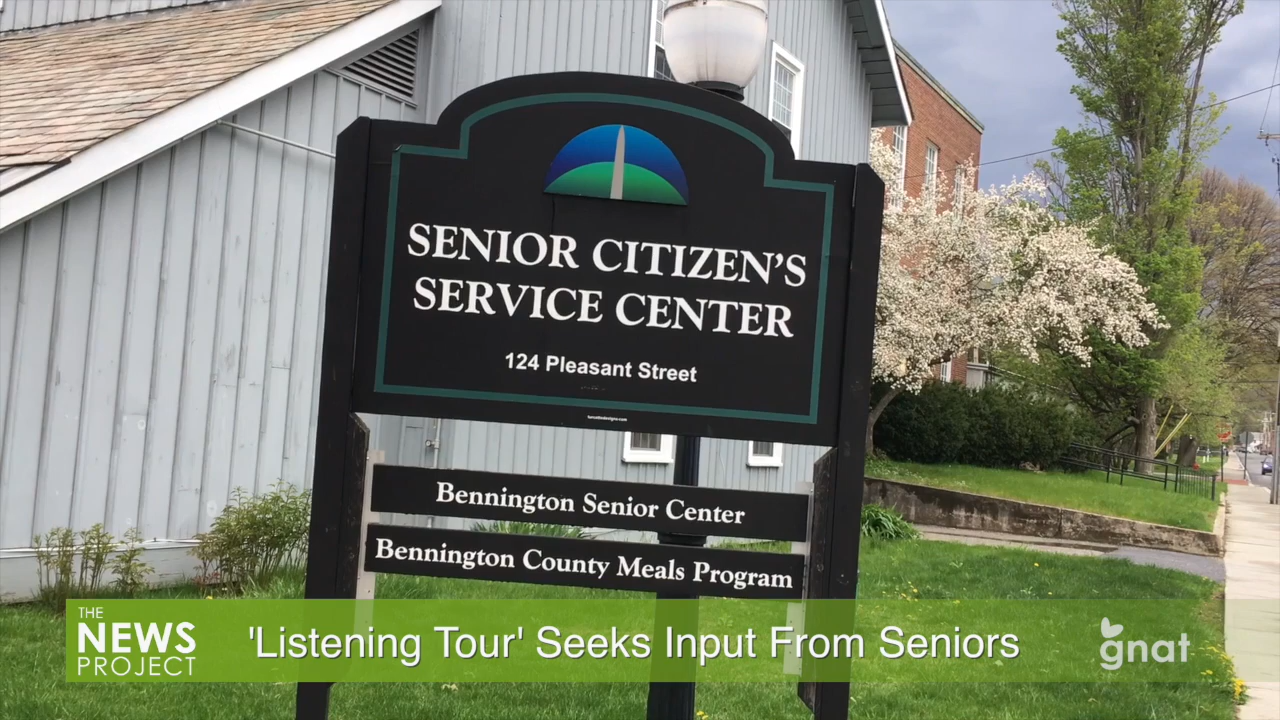 SENIOR CITIZEN'S
SERVICE CENTER
124 Pleasant Street
Bennington Senior Center
Bennington County Meals Program
THE
NEWS
PROJECT
'Listening Tour' Seeks Input From Seniors
gnat